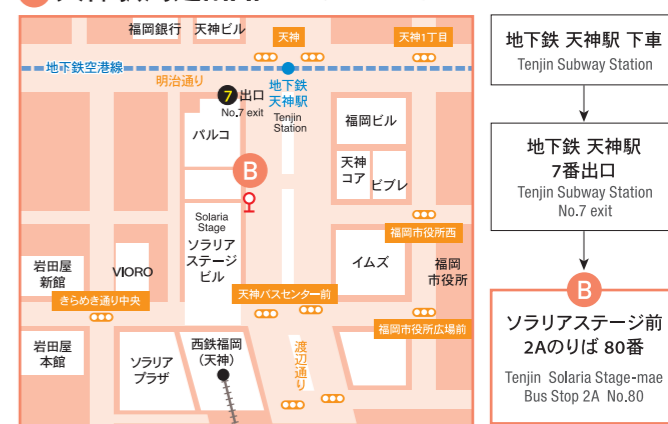 福岡銀行
天神ビル
天神
天神1丁目
地下鉄空港線
明治通り
7
出口
No.7 exit
地下鉄
天神駅
Tenjin
Station
パルコ
福岡ビル
天神
コア
ビブレ
B
Solaria
Stage
ソラリア
ステージ
ビル
福岡市役所西
イムズ
福岡
市役所
岩田屋
新館
VIORO
きらめき通り中央
天神バスセンター前
福岡市役所広場前
岩田屋
本館
ソラリア
プラザ
西鉄福岡
(天神)
渡辺通り
地下鉄 天神駅 下車
Tenjin Subway Station
地下鉄 天神駅
7番出口
Tenjin Subway Station
No.7 exit
B
ソラリアステージ前
2Aのりば 80番
Tenjin Solaria Stage-mae
Bus Stop 2A No.80